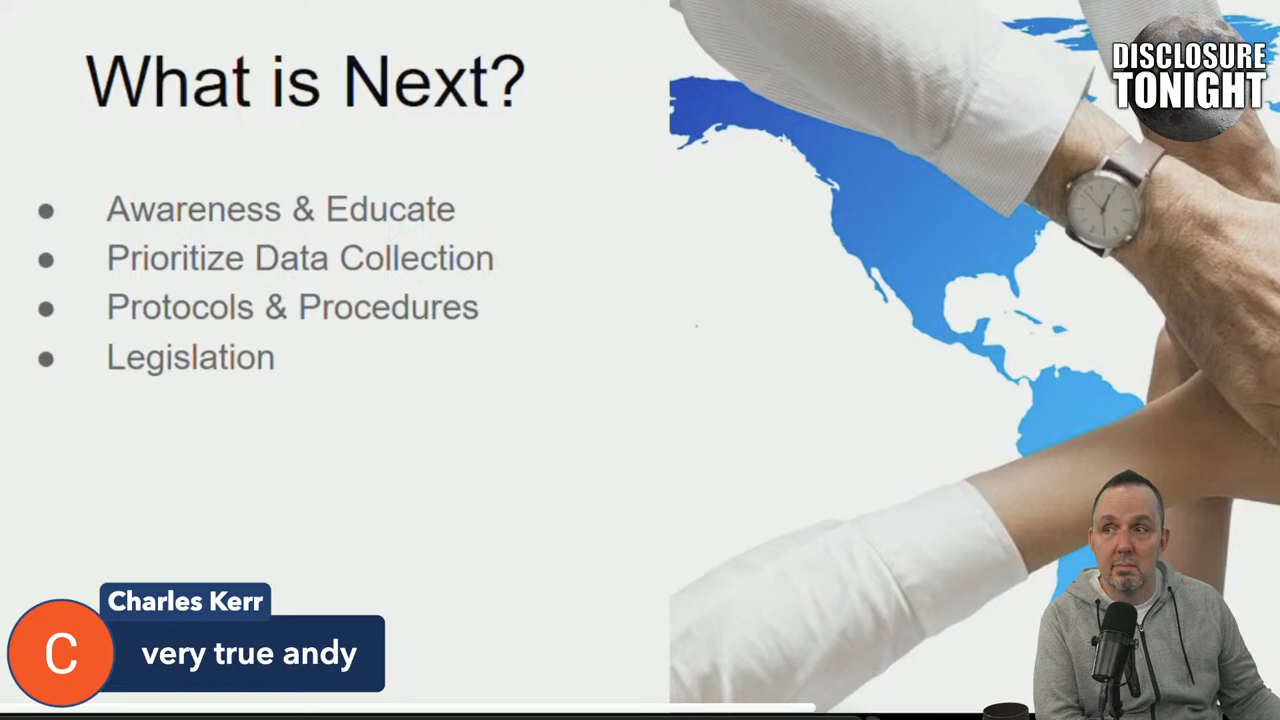 What is Next?
DISCLOSURE
TONIGHT
● Awareness & Educate
● Prioritize Data Collection
● Protocols & Procedures
● Legislation
Charles Kerr
C
very true andy